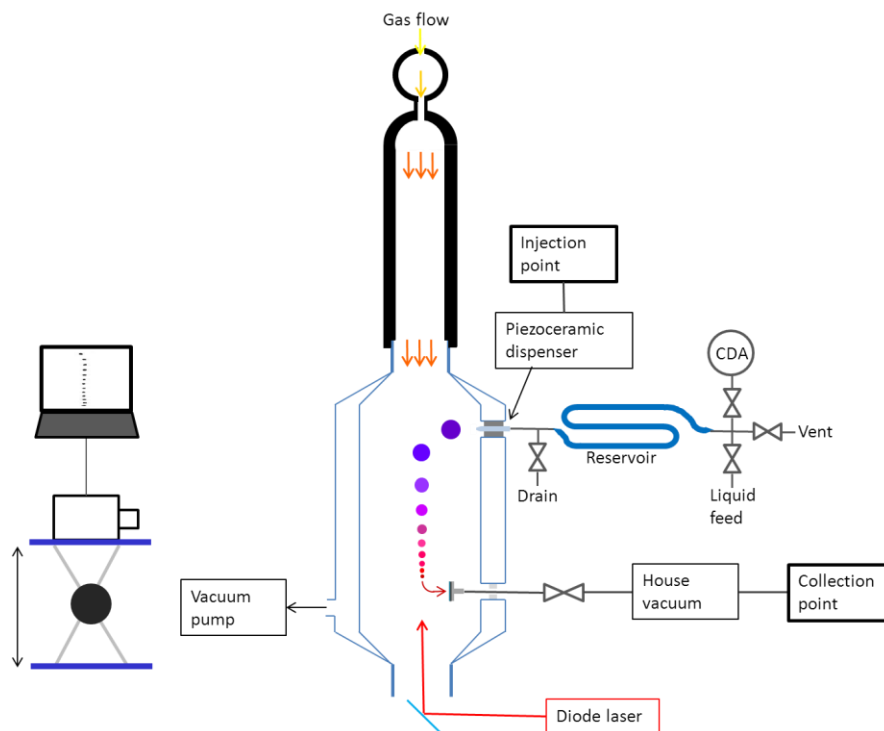 Gas flow
Injection
point
Piezoceramic
dispenser
CDA
Vent
Reservoir
Drain
Liquid
feed
Vacuum
pump
House
vacuum
Collection
point
Diode laser